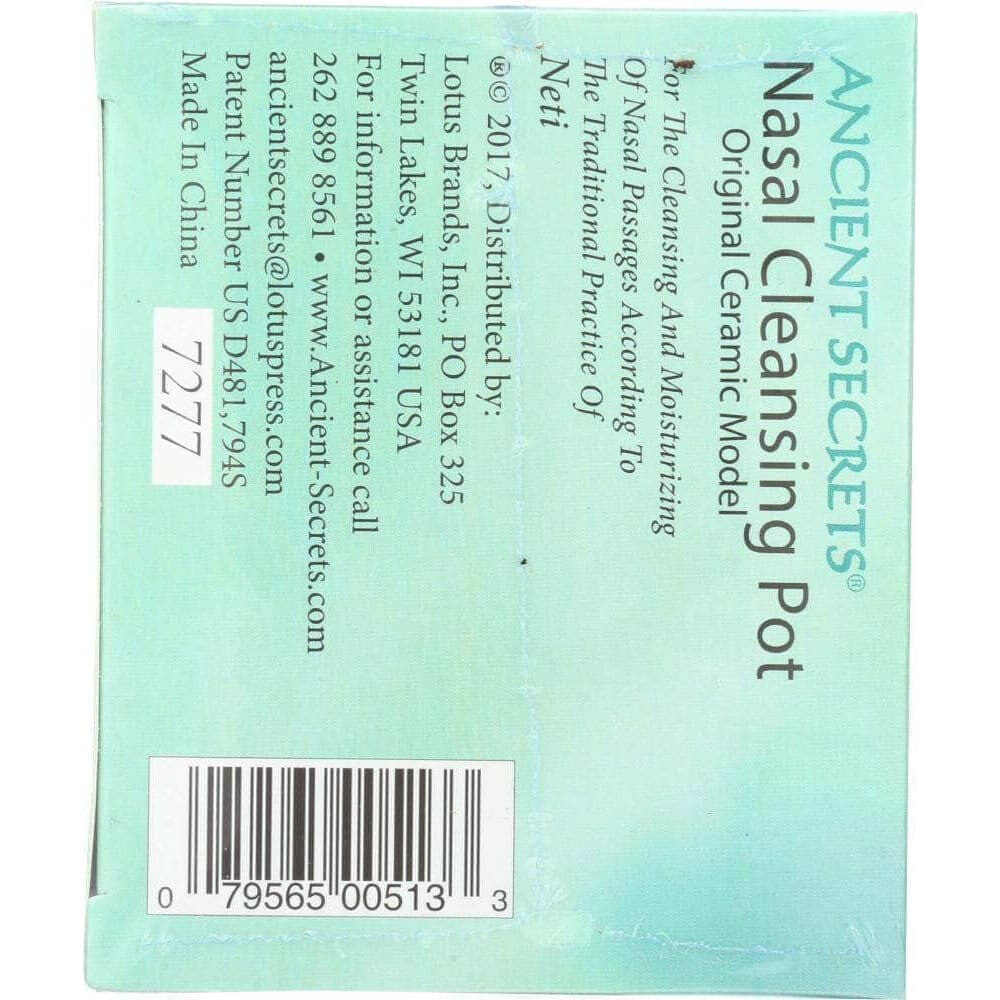 ANCIENT SECRETS®
Nasal Cleansing Pot
Original Ceramic Model
For The Cleansing And Moisturizing
Of Nasal Passages According To
The Traditional Practice Of
Neti
®© 2017, Distributed by:
Lotus Brands, Inc., PO Box 325
Twin Lakes, WI 53181 USA
For information or assistance call
262 889 8561 • www.Ancient-Secrets.com
ancientsecrets@lotuspress.com
Patent Number US D481,794S
Made In China
7277
0 79565 00513 3